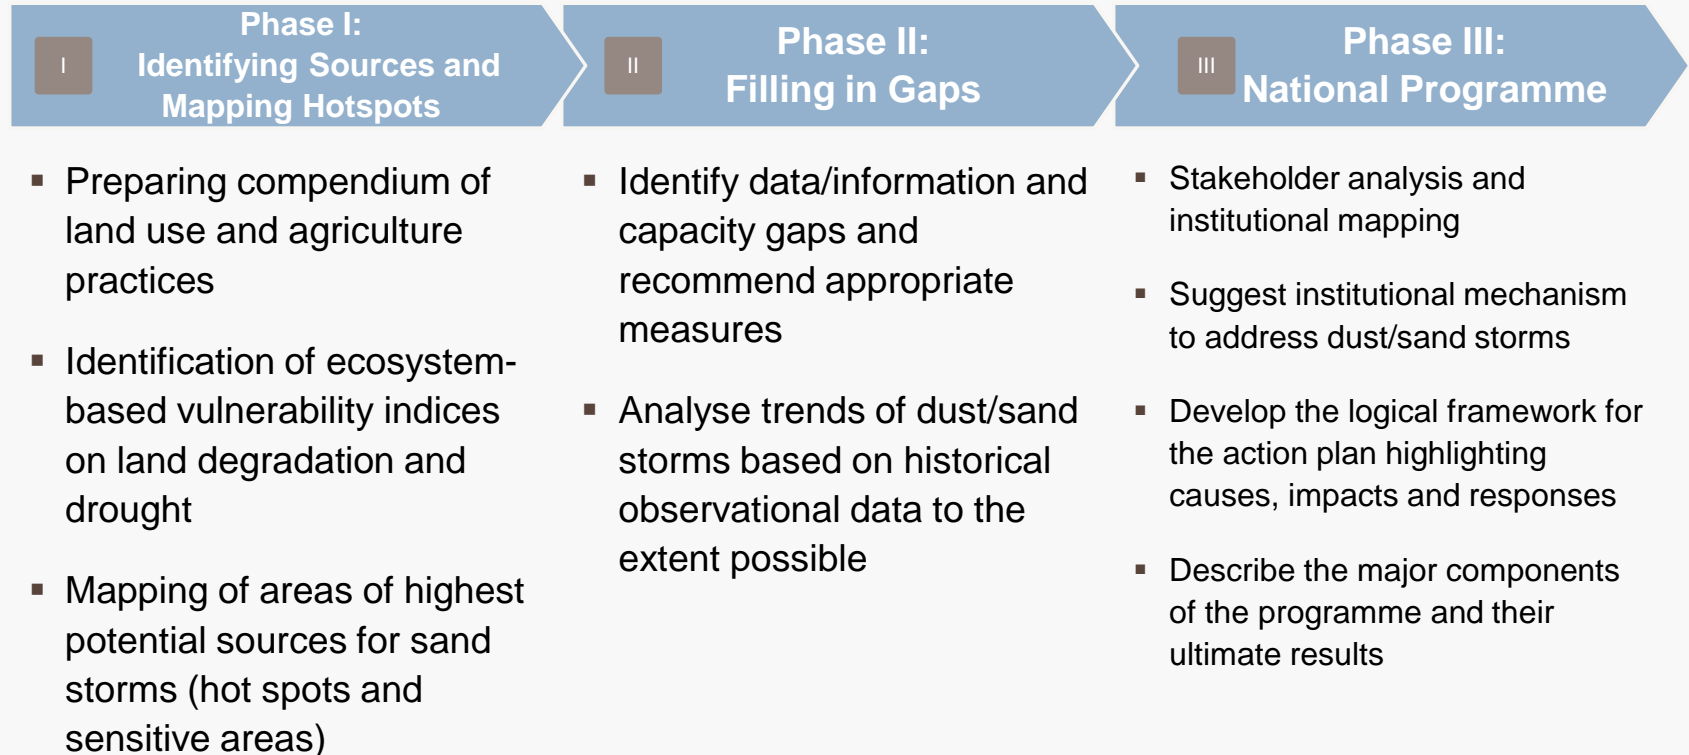 I
Phase I:
Identifying Sources and
Mapping Hotspots
II
Phase II:
Filling in Gaps
III
Phase III:
National Programme
▪ Preparing compendium of
land use and agriculture
practices
▪ Identification of ecosystem-
based vulnerability indices
on land degradation and
drought
▪ Mapping of areas of highest
potential sources for sand
storms (hot spots and
sensitive areas)
▪ Identify data/information and
capacity gaps and
recommend appropriate
measures
▪ Analyse trends of dust/sand
storms based on historical
observational data to the
extent possible
▪ Stakeholder analysis and
institutional mapping
▪ Suggest institutional mechanism
to address dust/sand storms
▪ Develop the logical framework for
the action plan highlighting
causes, impacts and responses
▪ Describe the major components
of the programme and their
ultimate results